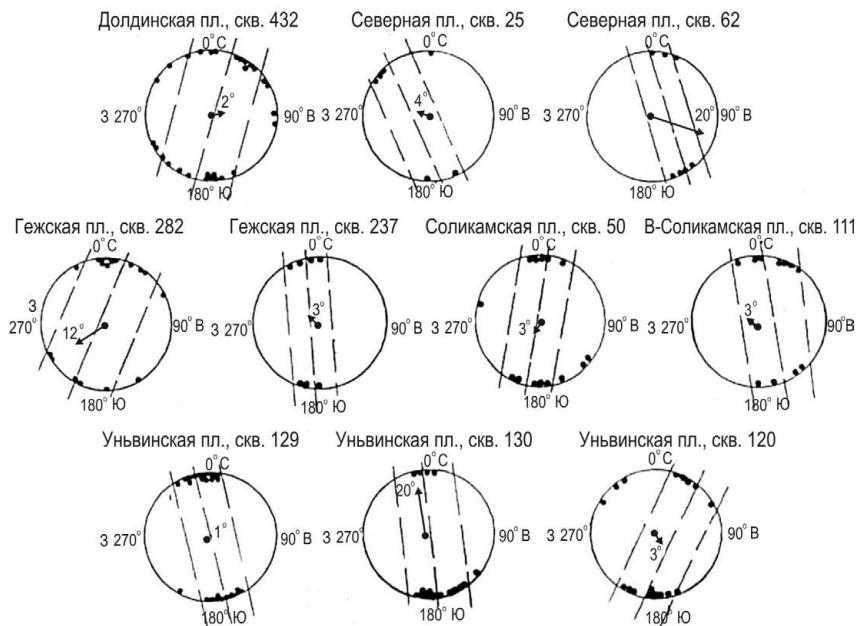 Долдинская пл., скв. 432 Северная пл., скв. 25 Северная пл., скв. 62
0° С 0° С 0° С
З 270° 2° 90° В З 270° 4° 90° В З 270° 20° 90° В
180° Ю 180° Ю 180° Ю
Гежская пл., скв. 282 Гежская пл., скв. 237 Соликамская пл., скв. 50 В-Соликамская пл., скв. 111
0° С 0° С 0° С 0° С
З 270° 12° 90° В З 270° 3° 90° В З 270° 3° 90° В З 270° 3° 90° В
180° Ю 180° Ю 180° Ю 180° Ю
Уньвинская пл., скв. 129 Уньвинская пл., скв. 130 Уньвинская пл., скв. 120
0° С 0° С 0° С
З 270° 1° 90° В З 270° 20° 90° В З 270° 3° 90° В
180° Ю 180° Ю 180° Ю